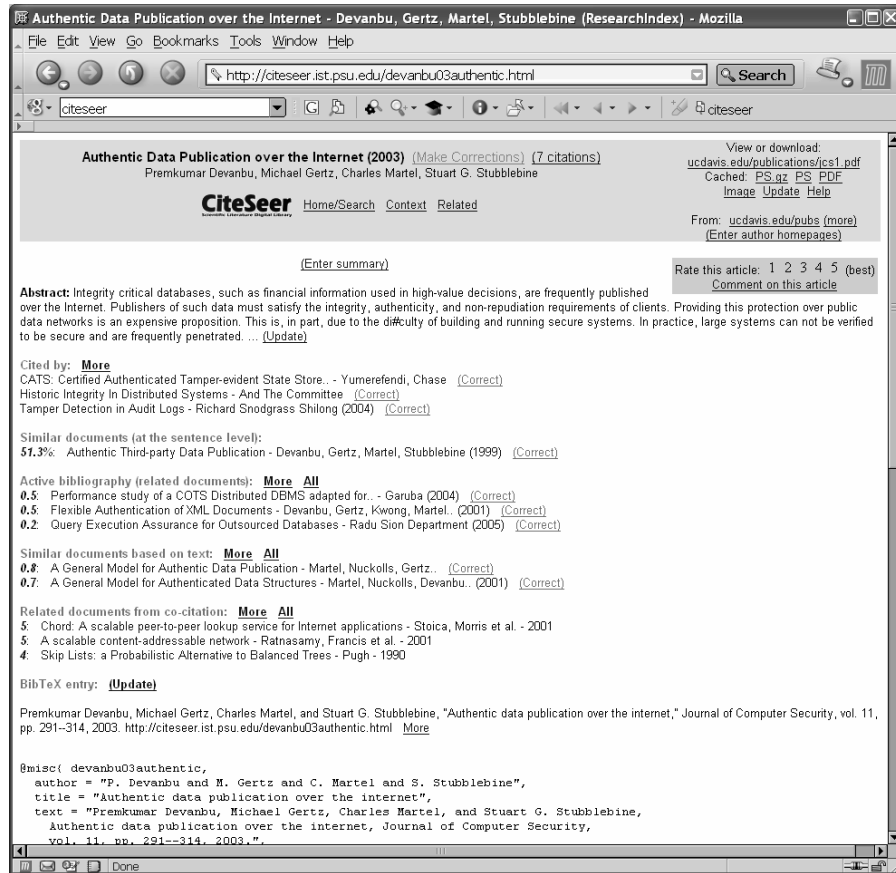 Authentic Data Publication over the Internet - Devanbu, Gertz, Martel, Stubblebine (ResearchIndex) - Mozilla
File Edit View Go Bookmarks Tools Window Help
http://citeseer.ist.psu.edu/devanbu03authentic.html Search
citeseer citeseer
Authentic Data Publication over the Internet (2003) (Make Corrections) (7 citations)
Premkumar Devanbu, Michael Gertz, Charles Martel, Stuart G. Stubblebine
CiteSeer Home/Search Context Related
Scientific Literature Digital Library
View or download:
ucdavis.edu/publications/jcs1.pdf
Cached: PS.gz PS PDF
Image Update Help
From: ucdavis.edu/pubs (more)
(Enter author homepages)
(Enter summary)
Rate this article: 1 2 3 4 5 (best)
Comment on this article
Abstract: Integrity critical databases, such as financial information used in high-value decisions, are frequently published
over the Internet. Publishers of such data must satisfy the integrity, authenticity, and non-repudiation requirements of clients. Providing this protection over public
data networks is an expensive proposition. This is, in part, due to the di#culty of building and running secure systems. In practice, large systems can not be verified
to be secure and are frequently penetrated. ... (Update)
Cited by: More
CATS: Certified Authenticated Tamper-evident State Store.. - Yumerefendi, Chase (Correct)
Historic Integrity In Distributed Systems - And The Committee (Correct)
Tamper Detection in Audit Logs - Richard Snodgrass Shilong (2004) (Correct)
Similar documents (at the sentence level):
51.3%: Authentic Third-party Data Publication - Devanbu, Gertz, Martel, Stubblebine (1999) (Correct)
Active bibliography (related documents): More All
0.5: Performance study of a COTS Distributed DBMS adapted for.. - Garuba (2004) (Correct)
0.5: Flexible Authentication of XML Documents - Devanbu, Gertz, Kwong, Martel.. (2001) (Correct)
0.2: Query Execution Assurance for Outsourced Databases - Radu Sion Department (2005) (Correct)
Similar documents based on text: More All
0.8: A General Model for Authentic Data Publication - Martel, Nuckolls, Gertz.. (Correct)
0.7: A General Model for Authenticated Data Structures - Martel, Nuckolls, Devanbu.. (2001) (Correct)
Related documents from co-citation: More All
5: Chord: A scalable peer-to-peer lookup service for Internet applications - Stoica, Morris et al. - 2001
5: A scalable content-addressable network - Ratnasamy, Francis et al. - 2001
4: Skip Lists: a Probabilistic Alternative to Balanced Trees - Pugh - 1990
BibTeX entry: (Update)
Premkumar Devanbu, Michael Gertz, Charles Martel, and Stuart G. Stubblebine, "Authentic data publication over the internet," Journal of Computer Security, vol. 11,
pp. 291--314, 2003. http://citeseer.ist.psu.edu/devanbu03authentic.html More
@misc{ devanbu03authentic,
author = "P. Devanbu and M. Gertz and C. Martel and S. Stubblebine",
title = "Authentic data publication over the internet",
text = "Premkumar Devanbu, Michael Gertz, Charles Martel, and Stuart G. Stubblebine,
Authentic data publication over the internet, Journal of Computer Security,
vol. 11, pp. 291--314, 2003.",
Done